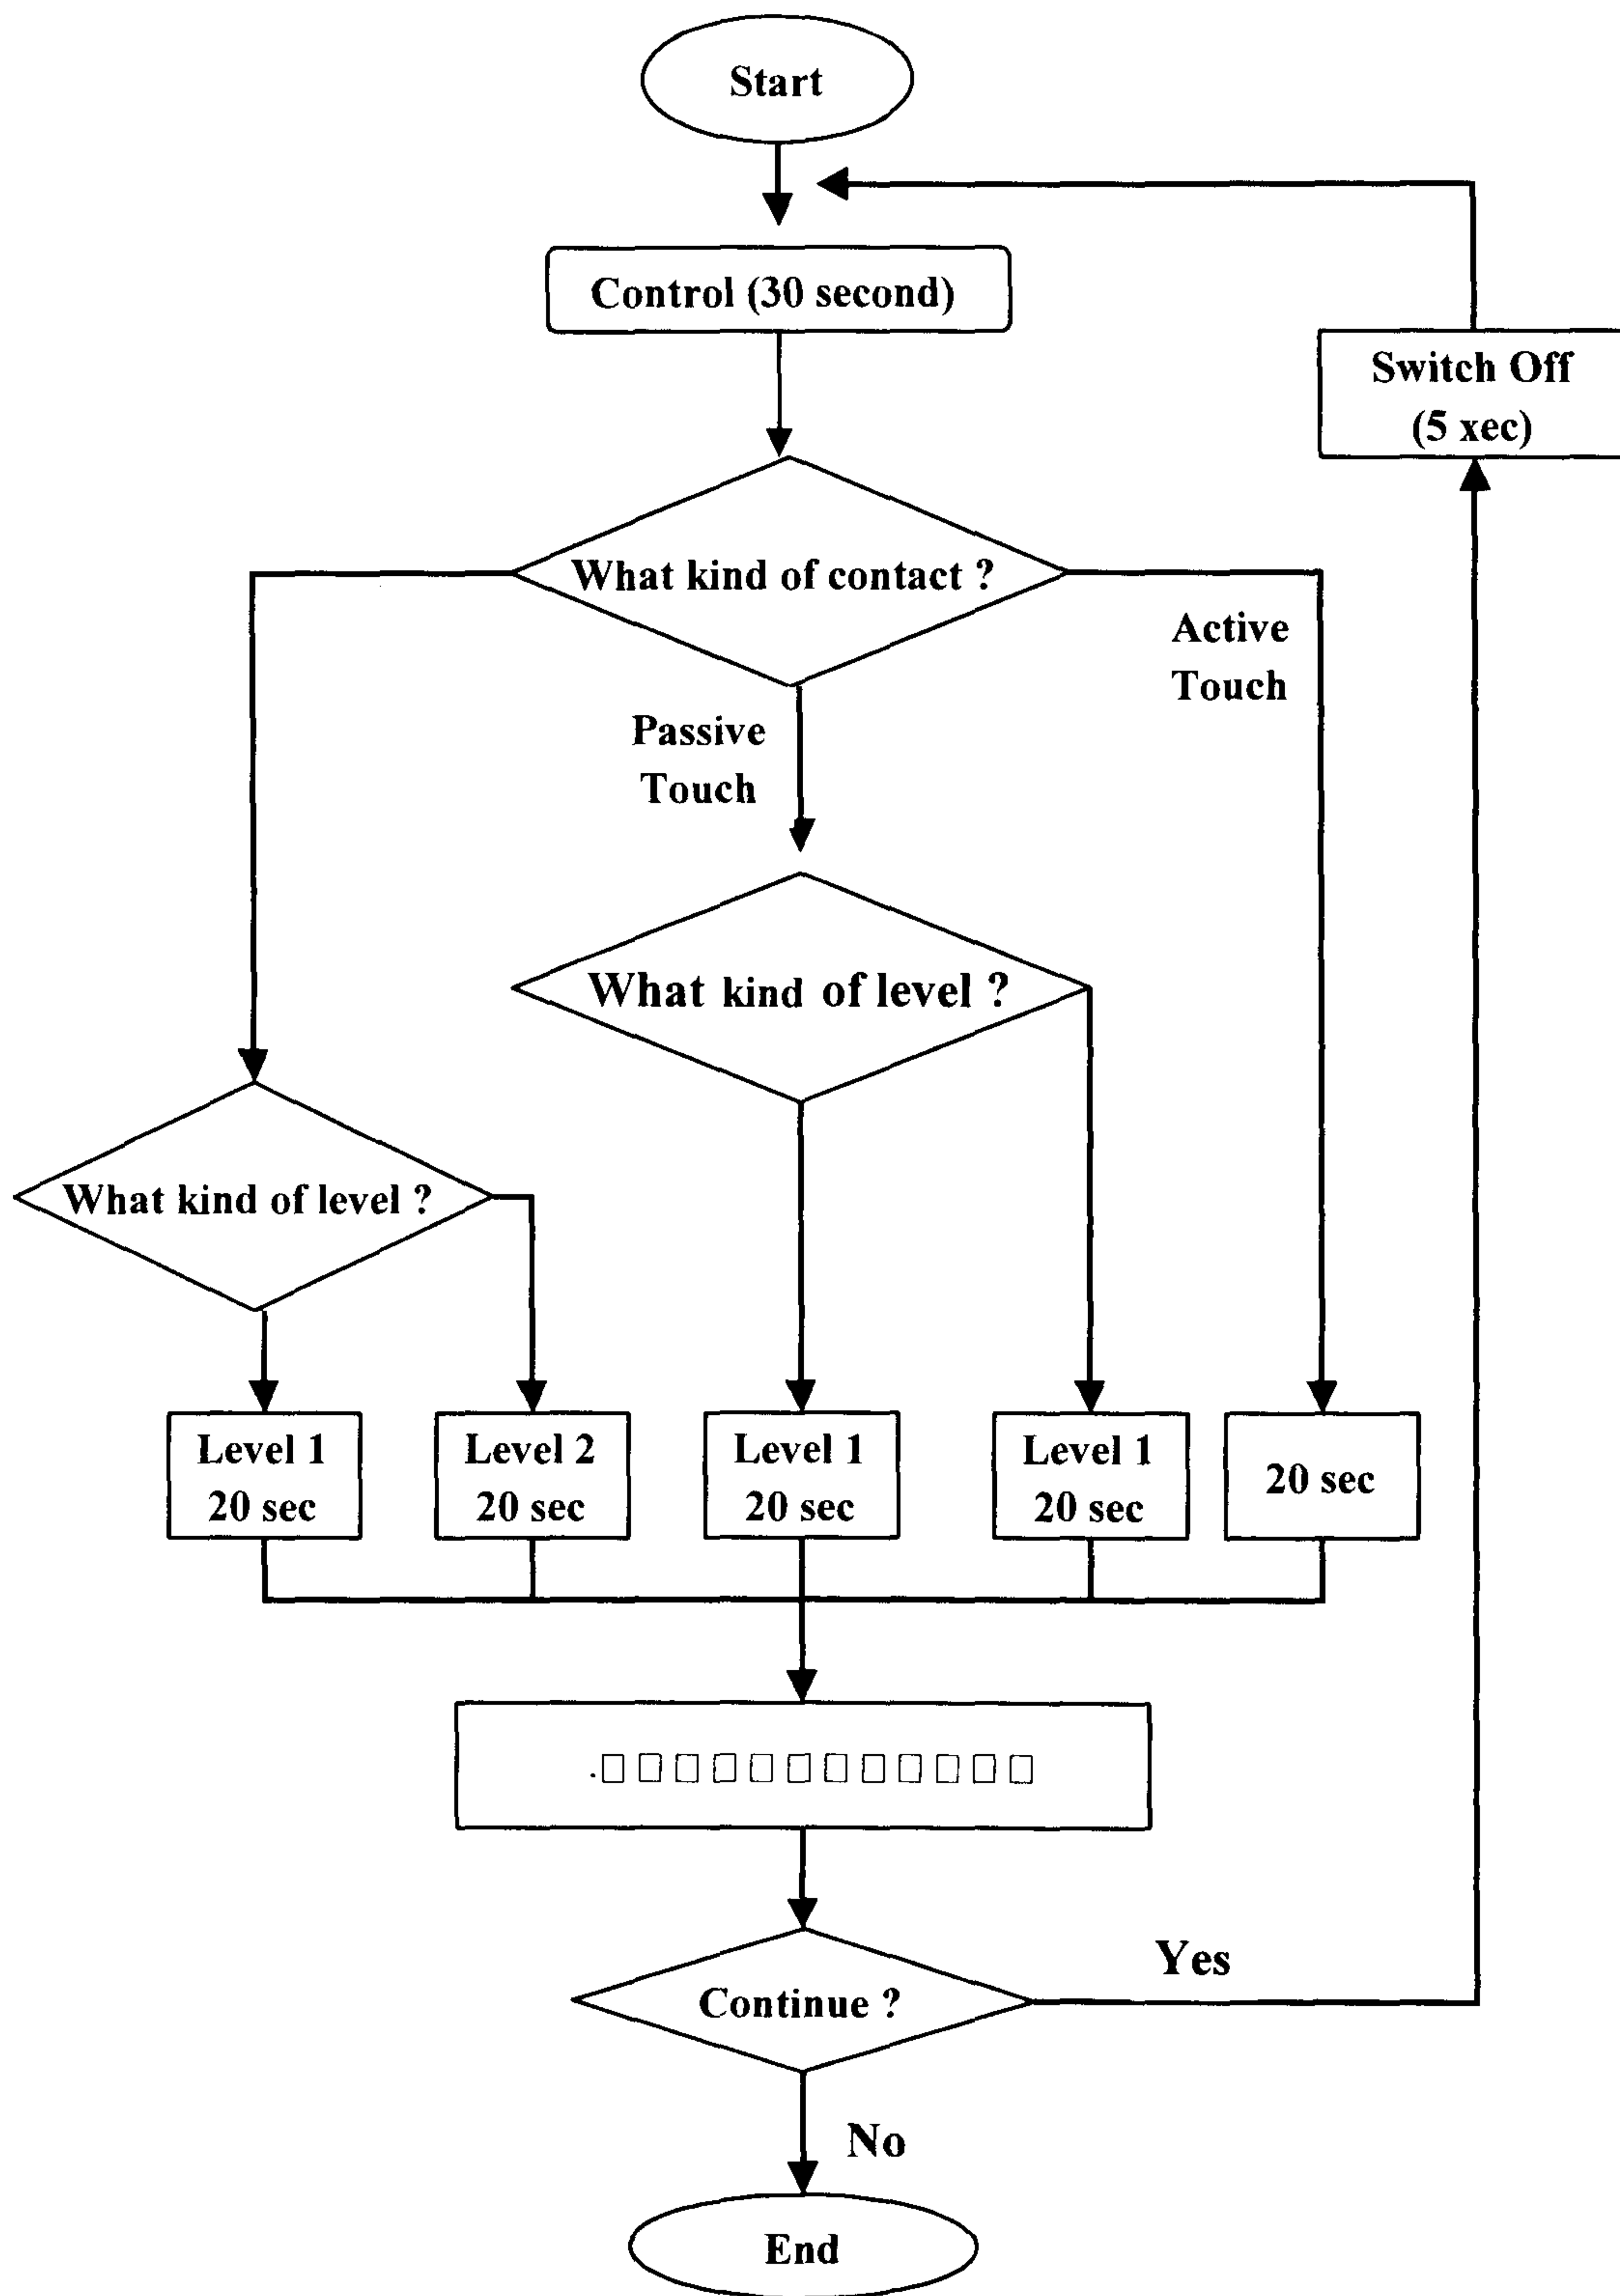 Start
Control (30 second)
Switch Off
(5 xec)
What kind of contact ?
Active
Touch
Passive
Touch
What kind of level ?
What kind of level ?
Level 1
20 sec
Level 2
20 sec
Level 1
20 sec
Level 1
20 sec
20 sec
Continue ?
Yes
No
End